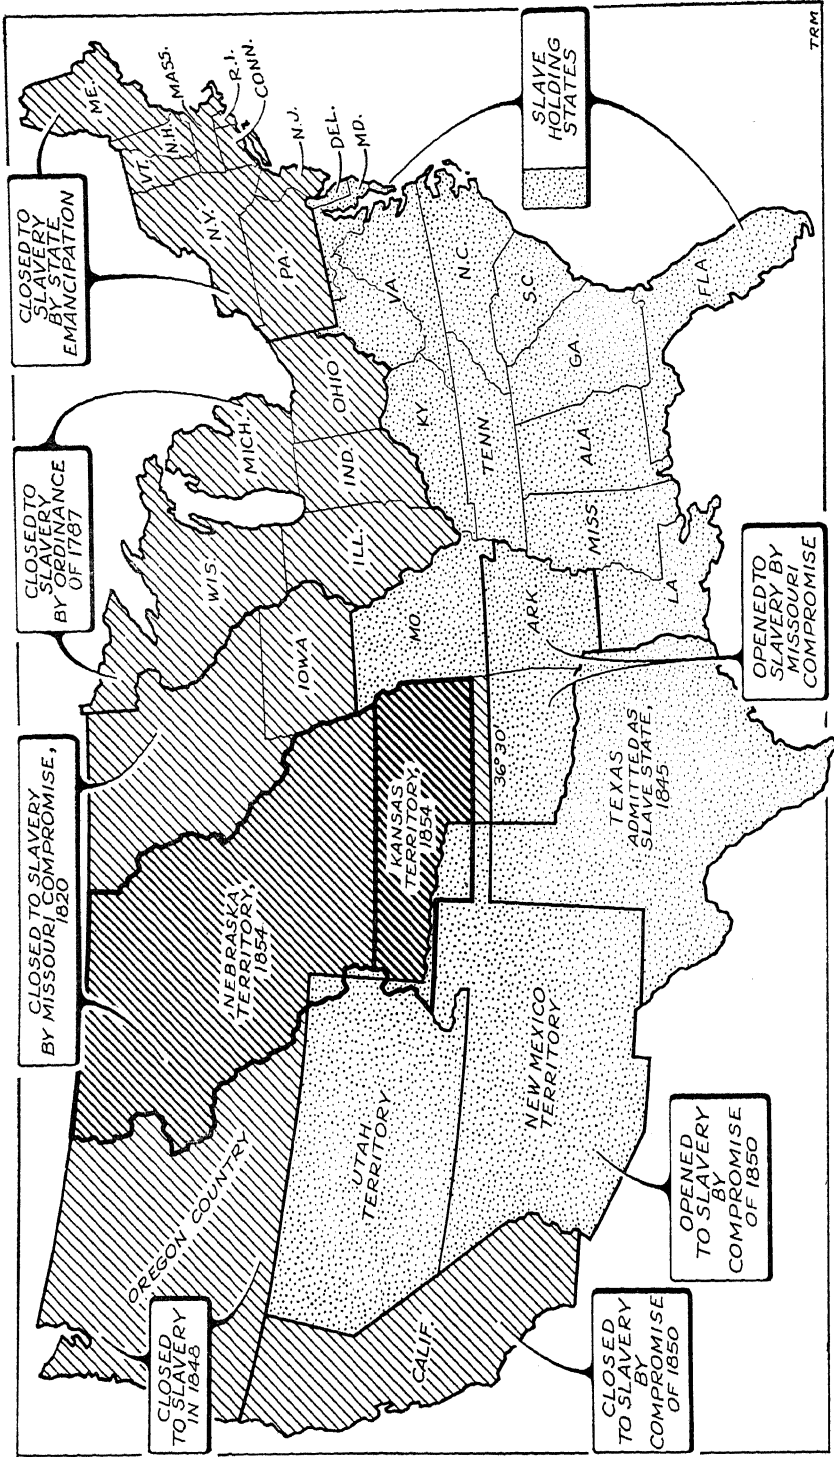 CLOSED TO
SLAVERY
IN 1848
CLOSED TO SLAVERY
BY MISSOURI COMPROMISE,
1820
CLOSED TO
SLAVERY
BY ORDINANCE
OF 1787
CLOSED TO
SLAVERY
BY STATE
EMANCIPATION
OREGON COUNTRY
NEBRASKA
TERRITORY,
1854
KANSAS
TERRITORY,
1854
UTAH
TERRITORY
NEW MEXICO
TERRITORY
CALIF
36° 30'
TEXAS
ADMITTED AS
SLAVE STATE,
1845
IOWA
MO.
ARK
LA
WIS.
MICH.
ILL.
IND.
OHIO
KY
TENN
MISS
ALA
GA
FLA
S.C.
N.C.
VA
PA.
N.Y.
VT.
N.H.
ME.
MASS.
R.I.
CONN.
N.J.
DEL.
MD.
CLOSED
TO SLAVERY
BY
COMPROMISE
OF 1850
OPENED
TO SLAVERY
BY
COMPROMISE
OF 1850
OPENED TO
SLAVERY BY
MISSOURI
COMPROMISE
SLAVE
HOLDING
STATES
TRM